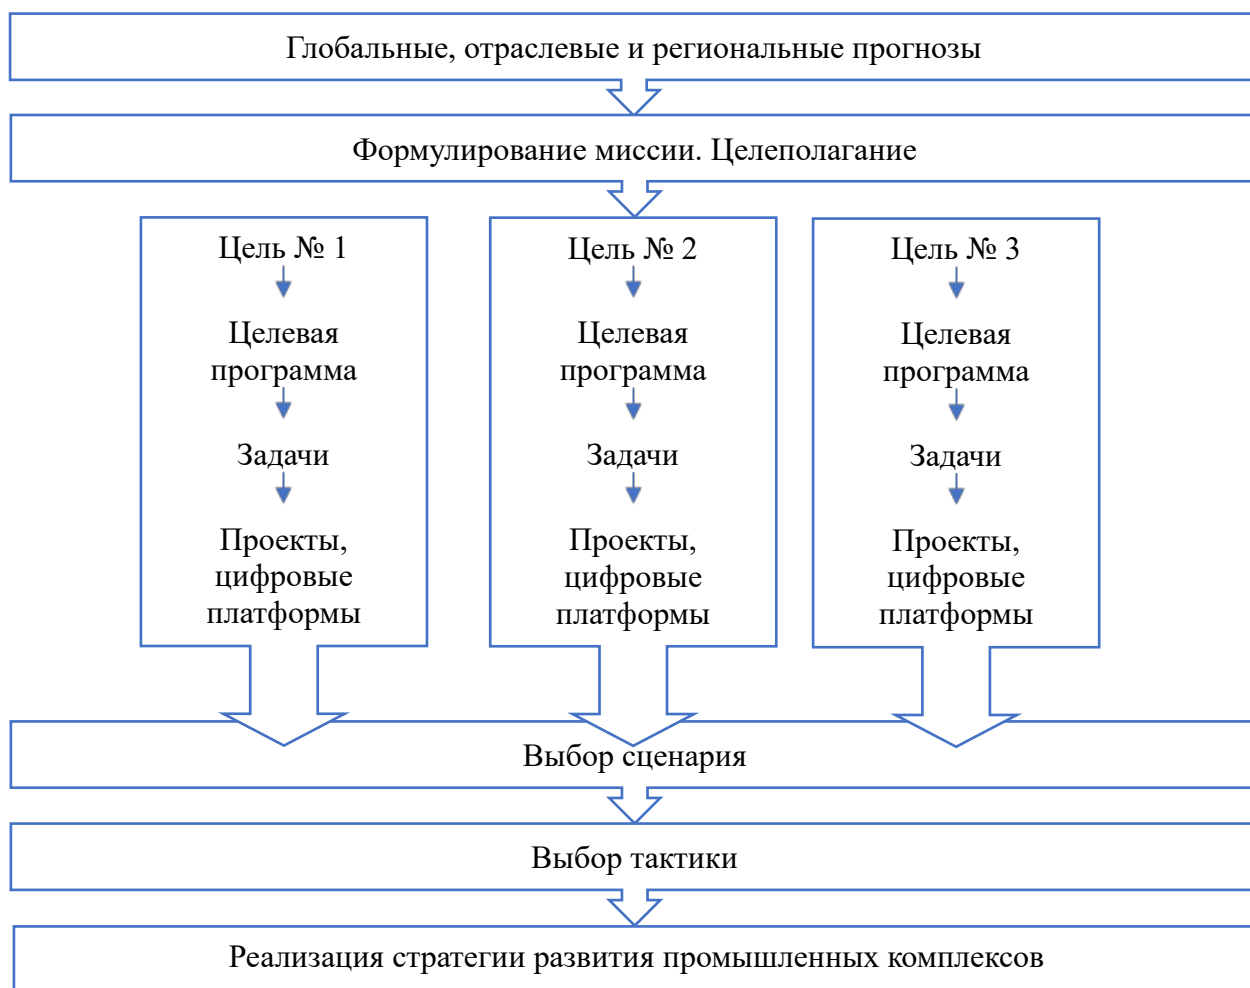 Глобальные, отраслевые и региональные прогнозы
Формулирование миссии. Целеполагание
Цель № 1
Целевая
программа
Задачи
Проекты,
цифровые
платформы
Цель № 2
Целевая
программа
Задачи
Проекты,
цифровые
платформы
Цель № 3
Целевая
программа
Задачи
Проекты,
цифровые
платформы
Выбор сценария
Выбор тактики
Реализация стратегии развития промышленных комплексов